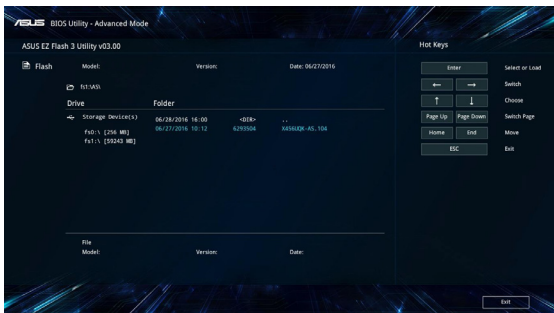 ASUS BIOS Utility - Advanced Mode
ASUS EZ Flash 3 Utility v03.00
Hot Keys
Flash
Model: Version: Date: 06/27/2016
fs1:\AS\
Drive Folder
Storage Device(s)
fs0:\ [256 MB]
fs1:\ [59243 MB]
06/28/2016 16:00 <DIR> ..
06/27/2016 10:12 6293504 X456UQK-AS.104
File
Model: Version: Date:
Enter Select or Load
← → Switch
↑ ↓ Choose
Page Up Page Down Switch Page
Home End Move
ESC Exit
Exit